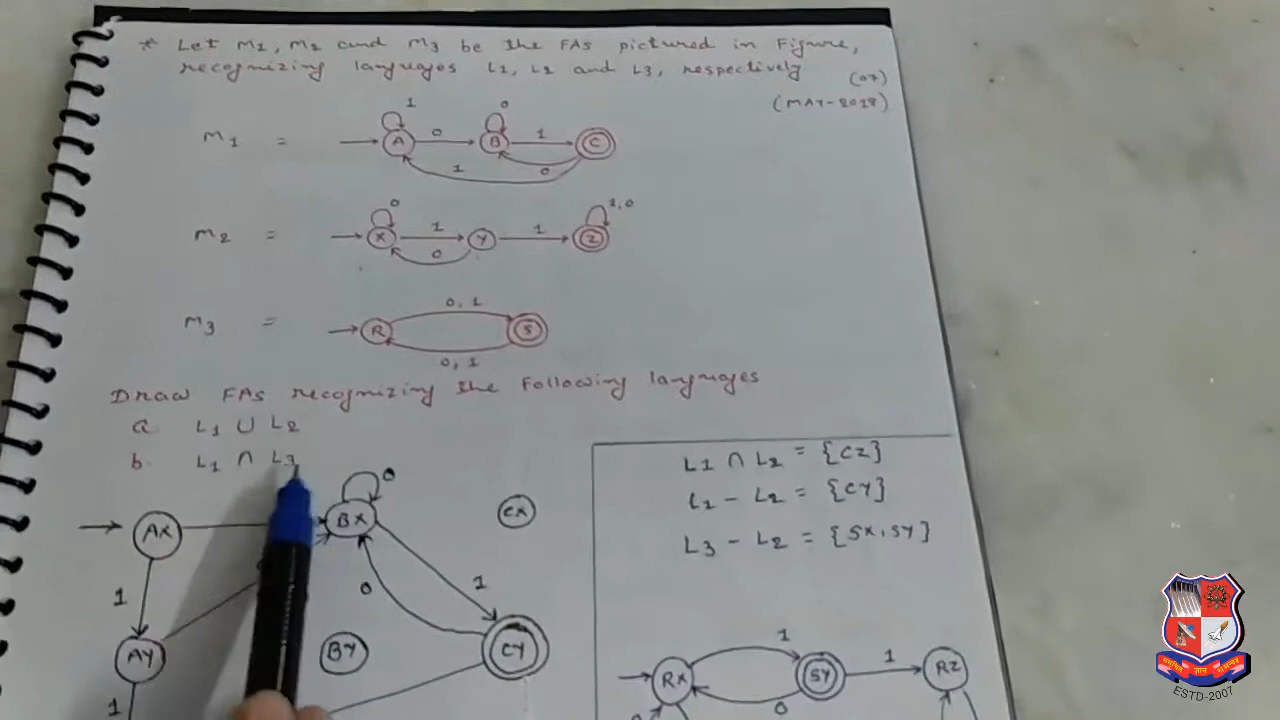 * Let M1, M2 and M3 be the FAs pictured in Figure,
recognizing languages L1, L2 and L3, respectively
(07)
(MAY-2018)
M1 =
1
0
1
A
0
B
1
C
0
1
M2 =
0
1,0
X
1
Y
1
Z
0
M3 =
0, 1
R
S
0, 1
Draw FAs recognizing the following languages
a. L1 ∪ L2
b. L1 ∩ L3
L1 ∩ L2 = {CZ}
L1 - L2 = {CY}
L3 - L2 = {SX, SY}
0
AX
BX
CX
1
1
0
AY
BY
CY
1
1
RX
SY
1
RZ
0
ESTD-2007